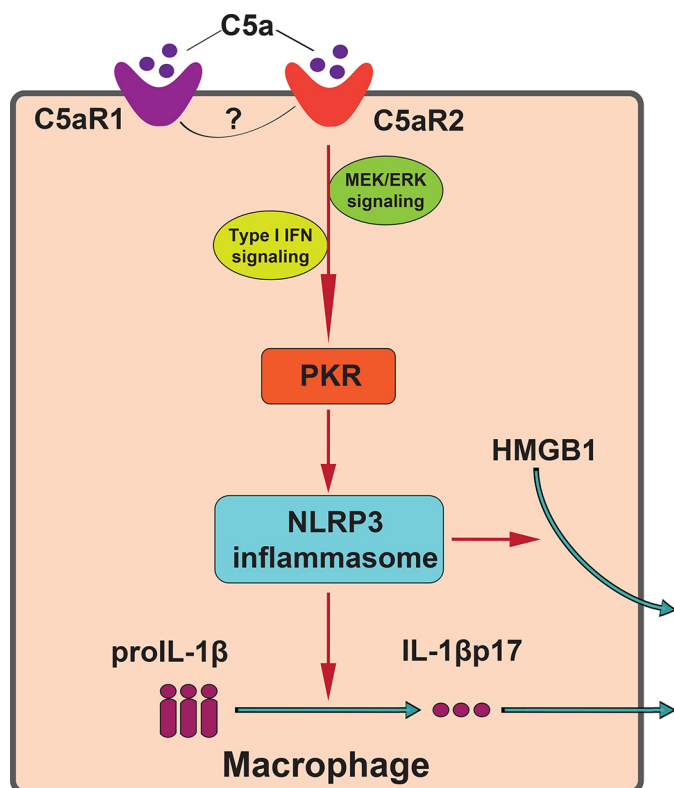 C5a
C5aR1
?
C5aR2
MEK/ERK
signaling
Type I IFN
signaling
PKR
HMGB1
NLRP3
inflammasome
proIL-1β
IL-1βp17
Macrophage